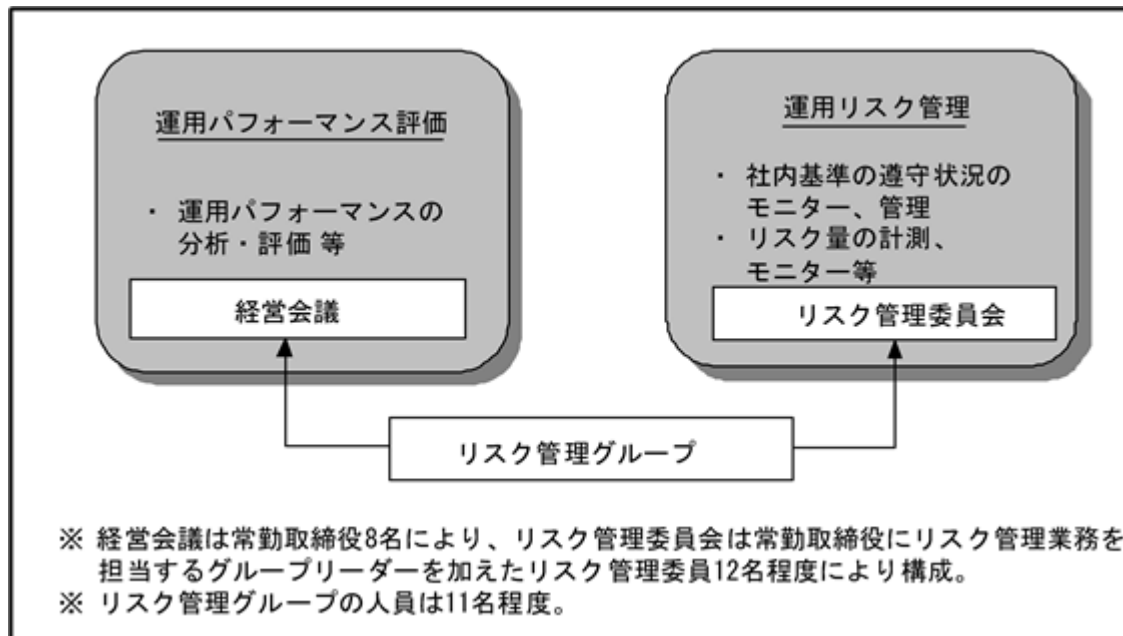 運用パフォーマンス評価
・ 運用パフォーマンスの
分析・評価 等
経営会議
運用リスク管理
・ 社内基準の遵守状況の
モニター、管理
・ リスク量の計測、
モニター等
リスク管理委員会
リスク管理グループ
※ 経営会議は常勤取締役8名により、リスク管理委員会は常勤取締役にリスク管理業務を
担当するグループリーダーを加えたリスク管理委員12名程度により構成。
※ リスク管理グループの人員は11名程度。